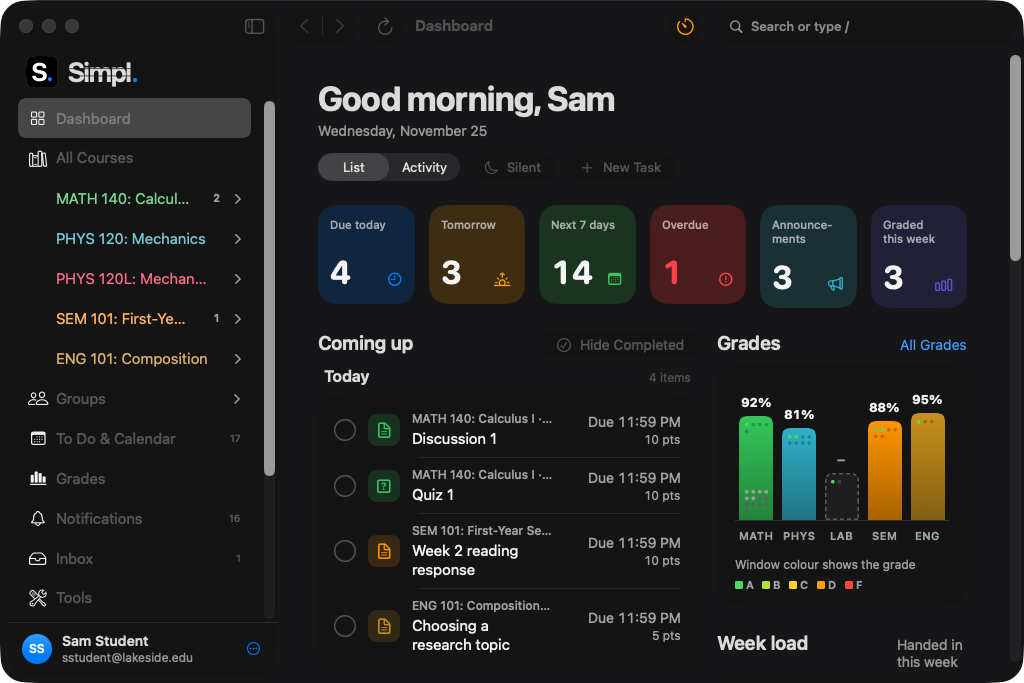 Dashboard
Search or type /
S. Simpl.
Dashboard
All Courses
MATH 140: Calcul... 2
PHYS 120: Mechanics
PHYS 120L: Mechan...
SEM 101: First-Ye... 1
ENG 101: Composition
Groups
To Do & Calendar 17
Grades
Notifications 16
Inbox 1
Tools
SS
Sam Student
sstudent@lakeside.edu
Good morning, Sam
Wednesday, November 25
List Activity Silent + New Task
Due today
4
Tomorrow
3
Next 7 days
14
Overdue
1
Announce-
ments
3
Graded
this week
3
Coming up
Hide Completed
Today
4 items
MATH 140: Calculus I ·...
Discussion 1
Due 11:59 PM
10 pts
MATH 140: Calculus I ·...
Quiz 1
Due 11:59 PM
10 pts
SEM 101: First-Year Se...
Week 2 reading
response
Due 11:59 PM
10 pts
ENG 101: Composition...
Choosing a
research topic
Due 11:59 PM
5 pts
Grades
All Grades
92% 81% – 88% 95%
MATH PHYS LAB SEM ENG
Window colour shows the grade
A B C D F
Week load
Handed in
this week